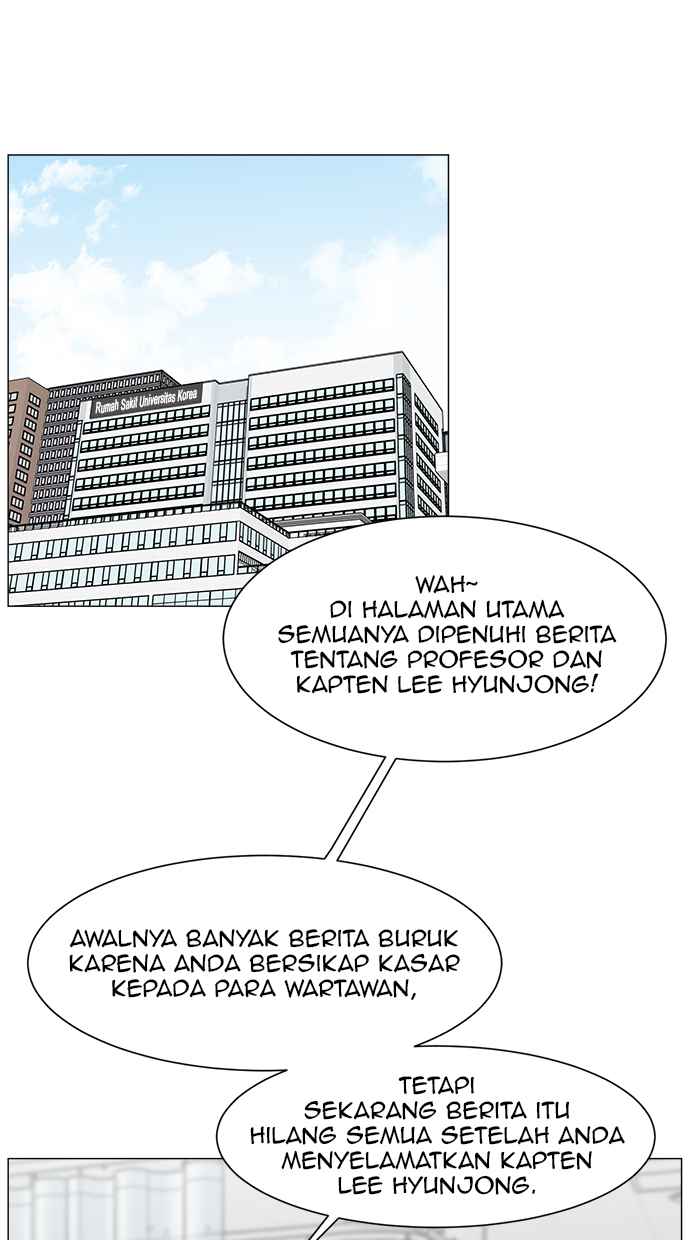 Rumah Sakit Universitas Korea
WAH~
DI HALAMAN UTAMA
SEMUANYA DIPENUHI BERITA
TENTANG PROFESOR DAN
KAPTEN LEE HYUNJONG!
AWALNYA BANYAK BERITA BURUK
KARENA ANDA BERSIKAP KASAR
KEPADA PARA WARTAWAN,
TETAPI
SEKARANG BERITA ITU
HILANG SEMUA SETELAH ANDA
MENYELAMATKAN KAPTEN
LEE HYUNJONG.